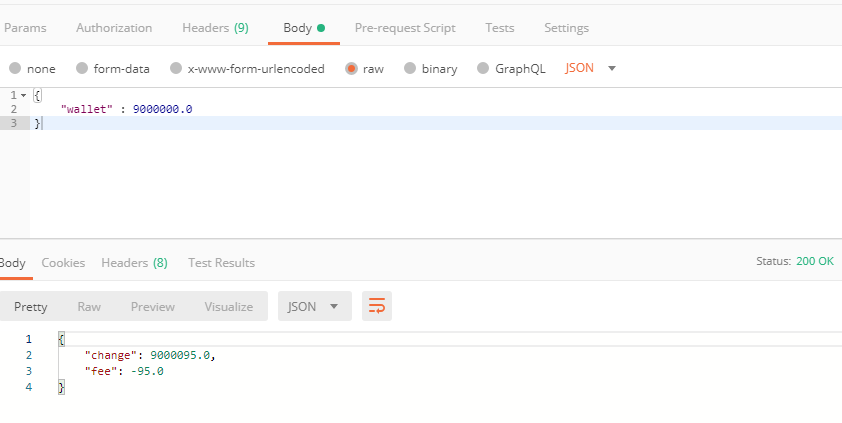 Params Authorization Headers (9) Body Pre-request Script Tests Settings
none form-data x-www-form-urlencoded raw binary GraphQL JSON
1 {
2 "wallet" : 9000000.0
3 }
Body Cookies Headers (8) Test Results Status: 200 OK
Pretty Raw Preview Visualize JSON
1 {
2 "change": 9000095.0,
3 "fee": -95.0
4 }